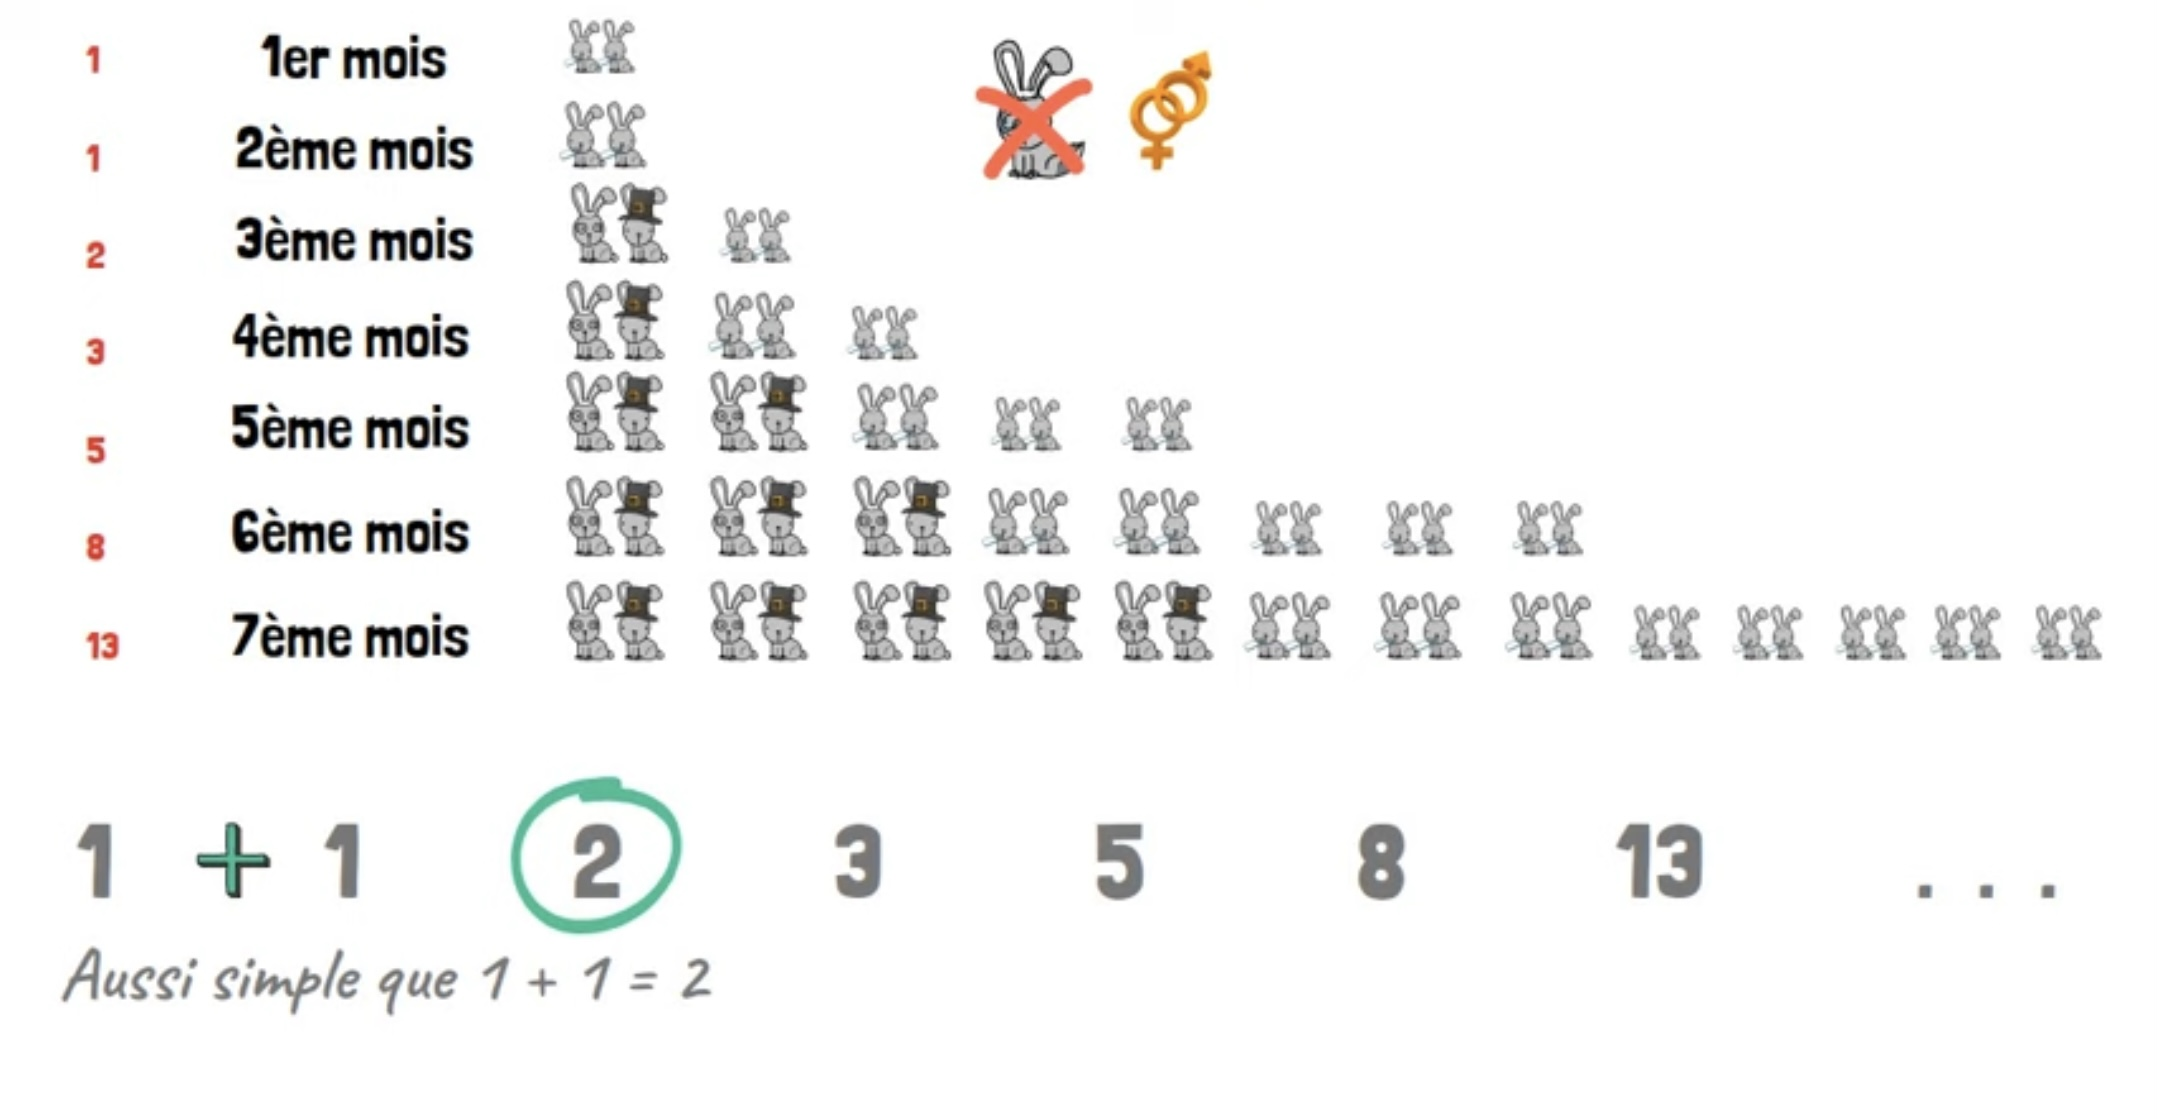 1 1er mois
1 2ème mois
2 3ème mois
3 4ème mois
5 5ème mois
8 6ème mois
13 7ème mois
1 + 1 2 3 5 8 13 . . .
Aussi simple que 1 + 1 = 2